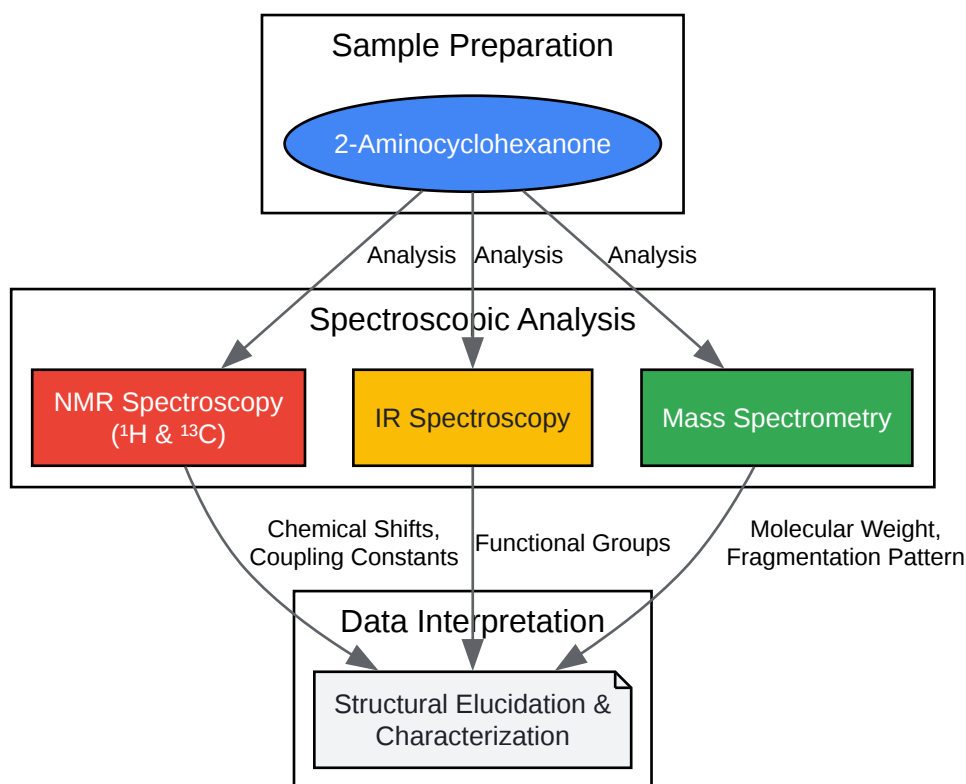 Sample Preparation
2-Aminocyclohexanone
Analysis
Analysis
Analysis
Spectroscopic Analysis
NMR Spectroscopy
(¹H & ¹³C)
IR Spectroscopy
Mass Spectrometry
Chemical Shifts,
Coupling Constants
Functional Groups
Molecular Weight,
Fragmentation Pattern
Data Interpretation
Structural Elucidation &
Characterization